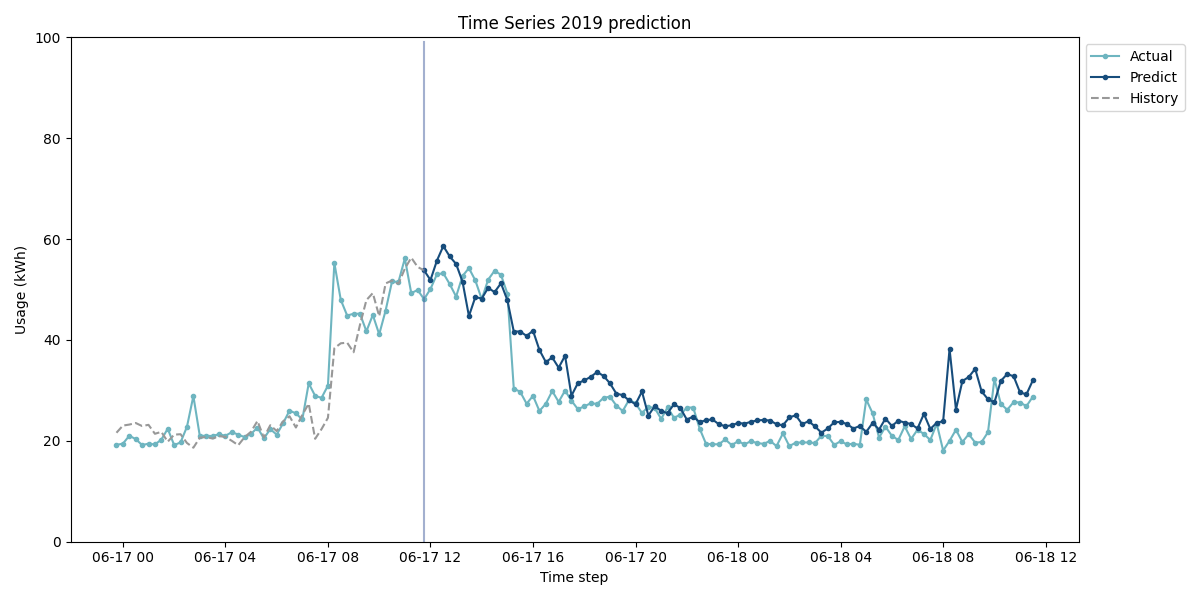 Time Series 2019 prediction
Usage (kWh)
100
80
60
40
20
0
06-17 00 06-17 04 06-17 08 06-17 12 06-17 16 06-17 20 06-18 00 06-18 04 06-18 08 06-18 12
Time step
Actual
Predict
History